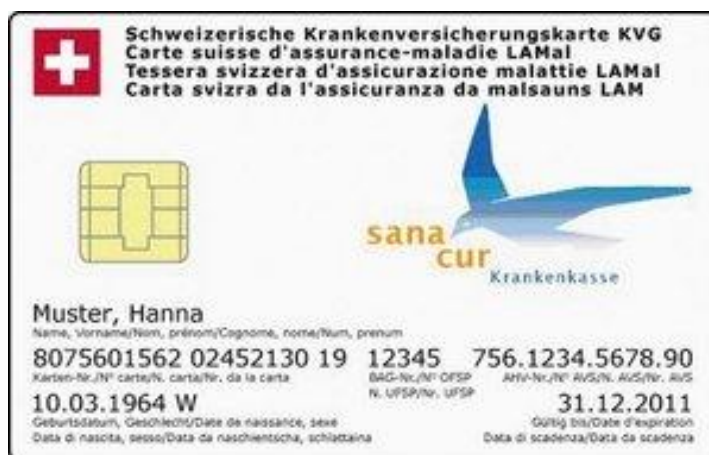 Schweizerische Krankenversicherungskarte KVG
Carte suisse d'assurance-maladie LAMal
Tessera svizzera d'assicurazione malattie LAMal
Carta svizra da l'assicuranza da malsauns LAM
sana
cur
Krankenkasse
Muster, Hanna
Name, Vorname/Nom, prénom/Cognome, nome/Num, prenum
8075601562 02452130 19 12345 756.1234.5678.90
Karten-Nr./N° carte/N. carta/Nr. da la carta BAG-Nr./N° OFSP AHV-Nr./N° AVS/N. AVS/Nr. AVS
N. UFSP/Nr. UFSP
10.03.1964 W 31.12.2011
Geburtsdatum, Geschlecht/Date de naissance, sexe Gültig bis/Date d'expiration
Data di nascita, sesso/Data da naschientscha, schlattaina Data di scadenza/Data da scadenza